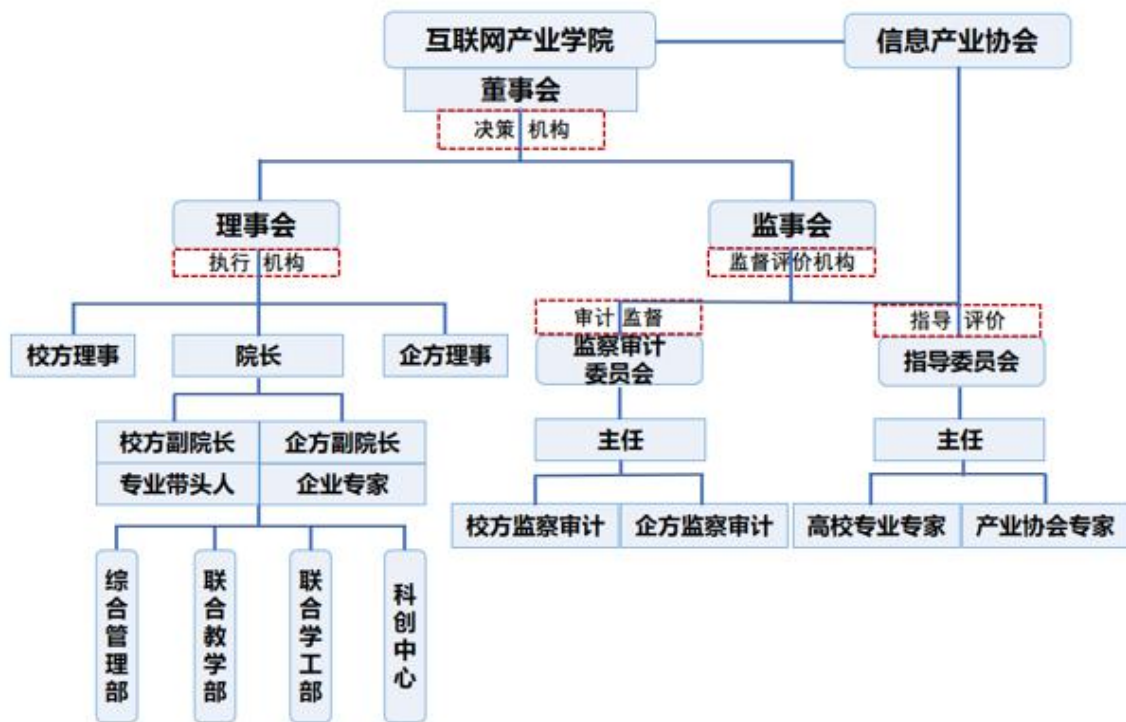 互联网产业学院
信息产业协会
董事会
决策 机构
理事会
监事会
执行 机构
监督评价机构
审计 监督
指导 评价
校方理事
院长
企方理事
监察审计
委员会
指导委员会
校方副院长
企方副院长
主任
主任
专业带头人
企业专家
校方监察审计
企方监察审计
高校专业专家
产业协会专家
综合管理部
联合教学部
联合学工部
科创中心